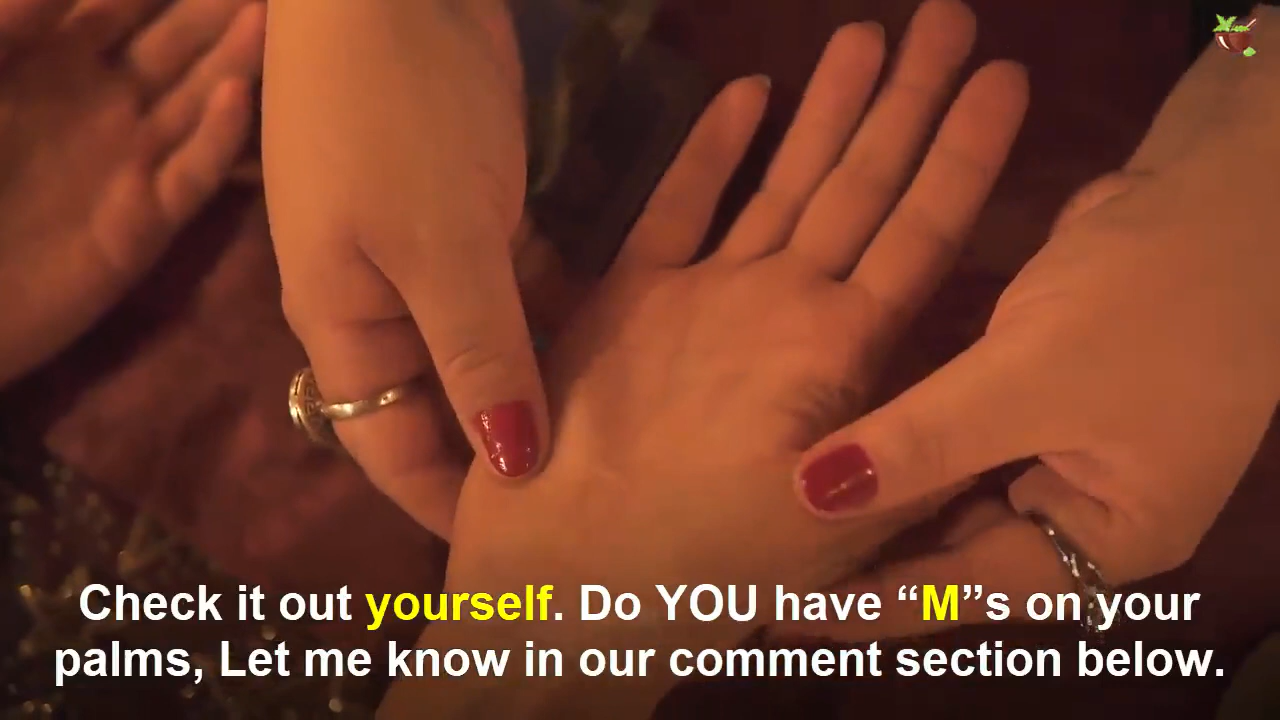 Check it out yourself. Do YOU have “M”s on your
palms, Let me know in our comment section below.